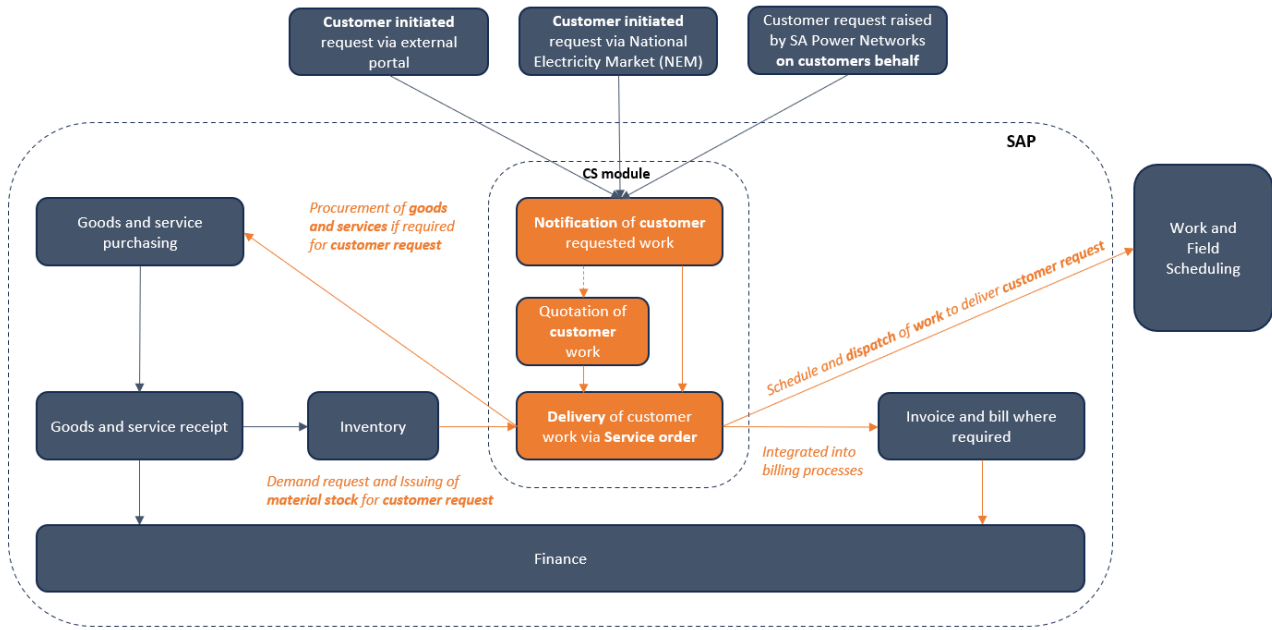 Customer initiated
request via external
portal
Customer initiated
request via National
Electricity Market (NEM)
Customer request raised
by SA Power Networks
on customers behalf
SAP
CS module
Goods and service
purchasing
Procurement of goods
and services if required
for customer request
Notification of customer
requested work
Work and
Field
Scheduling
Quotation of
customer
work
Schedule and dispatch of work to deliver customer request
Goods and service receipt
Inventory
Delivery of customer
work via Service order
Invoice and bill where
required
Demand request and Issuing of
material stock for customer request
Integrated into
billing processes
Finance